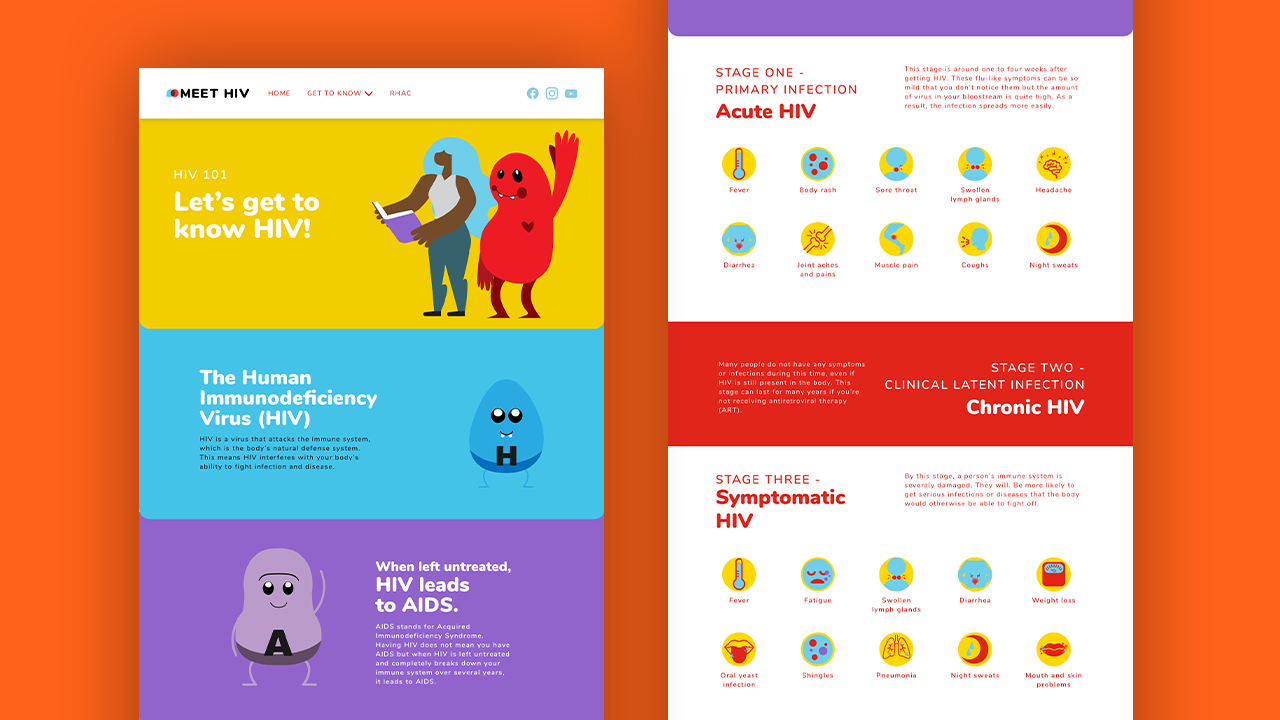 MEET HIV
HOME
GET TO KNOW
RHAC
HIV 101
Let's get to
know HIV!
The Human
Immunodeficiency
Virus (HIV)
HIV is a virus that attacks the immune system,
which is the body's natural defense system.
This means HIV interferes with your body's
ability to fight infection and disease.
H
When left untreated,
HIV leads
to AIDS.
AIDS stands for Acquired
Immunodeficiency Syndrome.
Having HIV does not mean you have
AIDS but when HIV is left untreated
and completely breaks down your
immune system over several years,
it leads to AIDS.
A
STAGE ONE -
PRIMARY INFECTION
Acute HIV
This stage is around one to four weeks after
getting HIV. These flu-like symptoms can be so
mild that you don't notice them but the amount
of virus in your bloostream is quite high. As a
result, the infection spreads more easily.
Fever
Body rash
Sore throat
Swollen
lymph glands
Headache
Diarrhea
Joint aches
and pains
Muscle pain
Coughs
Night sweats
Many people do not have any symptoms
or infections during this time, even if
HIV is still present in the body. This
stage can last for many years if you're
not receiving antiretroviral therapy
(ART).
STAGE TWO -
CLINICAL LATENT INFECTION
Chronic HIV
STAGE THREE -
Symptomatic
HIV
By this stage, a person's immune system is
severely damaged. They will. Be more likely to
get serious infections or diseases that the body
would otherwise be able to fight off.
Fever
Fatigue
Swollen
lymph glands
Diarrhea
Weight loss
Oral yeast
infection
Shingles
Pneumonia
Night sweats
Mouth and skin
problems